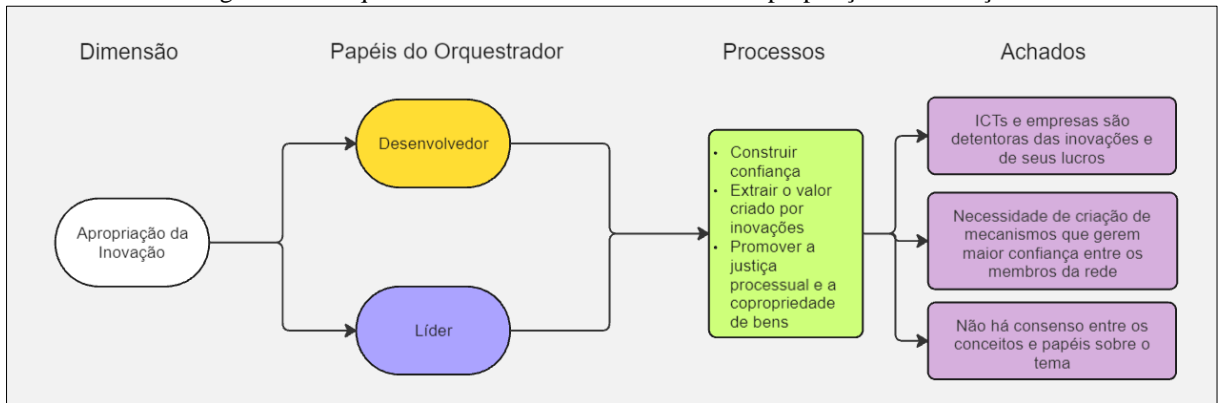 Dimensão
Papéis do Orquestrador
Processos
Achados
Apropriação da
Inovação
Desenvolvedor
Líder
• Construir
confiança
• Extrair o valor
criado por
inovações
• Promover a
justiça
processual e a
copropriedade
de bens
ICTs e empresas são
detentoras das inovações e
de seus lucros
Necessidade de criação de
mecanismos que gerem
maior confiança entre os
membros da rede
Não há consenso entre os
conceitos e papéis sobre o
tema